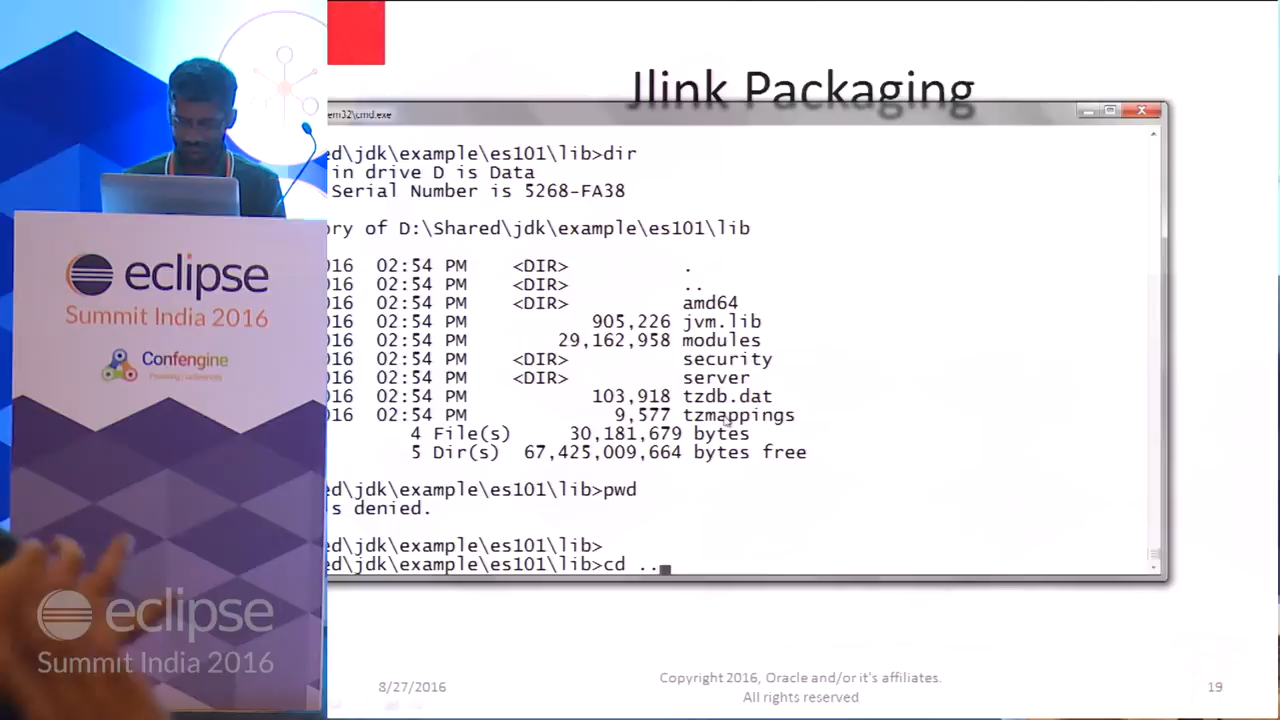 Jlink Packaging
em32\cmd.exe
ed\jdk\example\es101\lib>dir
in drive D is Data
Serial Number is 5268-FA38
ory of D:\Shared\jdk\example\es101\lib
016 02:54 PM <DIR> .
016 02:54 PM <DIR> ..
016 02:54 PM <DIR> amd64
016 02:54 PM 905,226 jvm.lib
016 02:54 PM 29,162,958 modules
016 02:54 PM <DIR> security
016 02:54 PM <DIR> server
016 02:54 PM 103,918 tzdb.dat
016 02:54 PM 9,577 tzmappings
4 File(s) 30,181,679 bytes
5 Dir(s) 67,425,009,664 bytes free
ed\jdk\example\es101\lib>pwd
s denied.
ed\jdk\example\es101\lib>
ed\jdk\example\es101\lib>cd ..
8/27/2016
Copyright 2016, Oracle and/or it's affiliates.
All rights reserved
19
eclipse
Summit India 2016
Confengine
eclipse
Summit India 2016